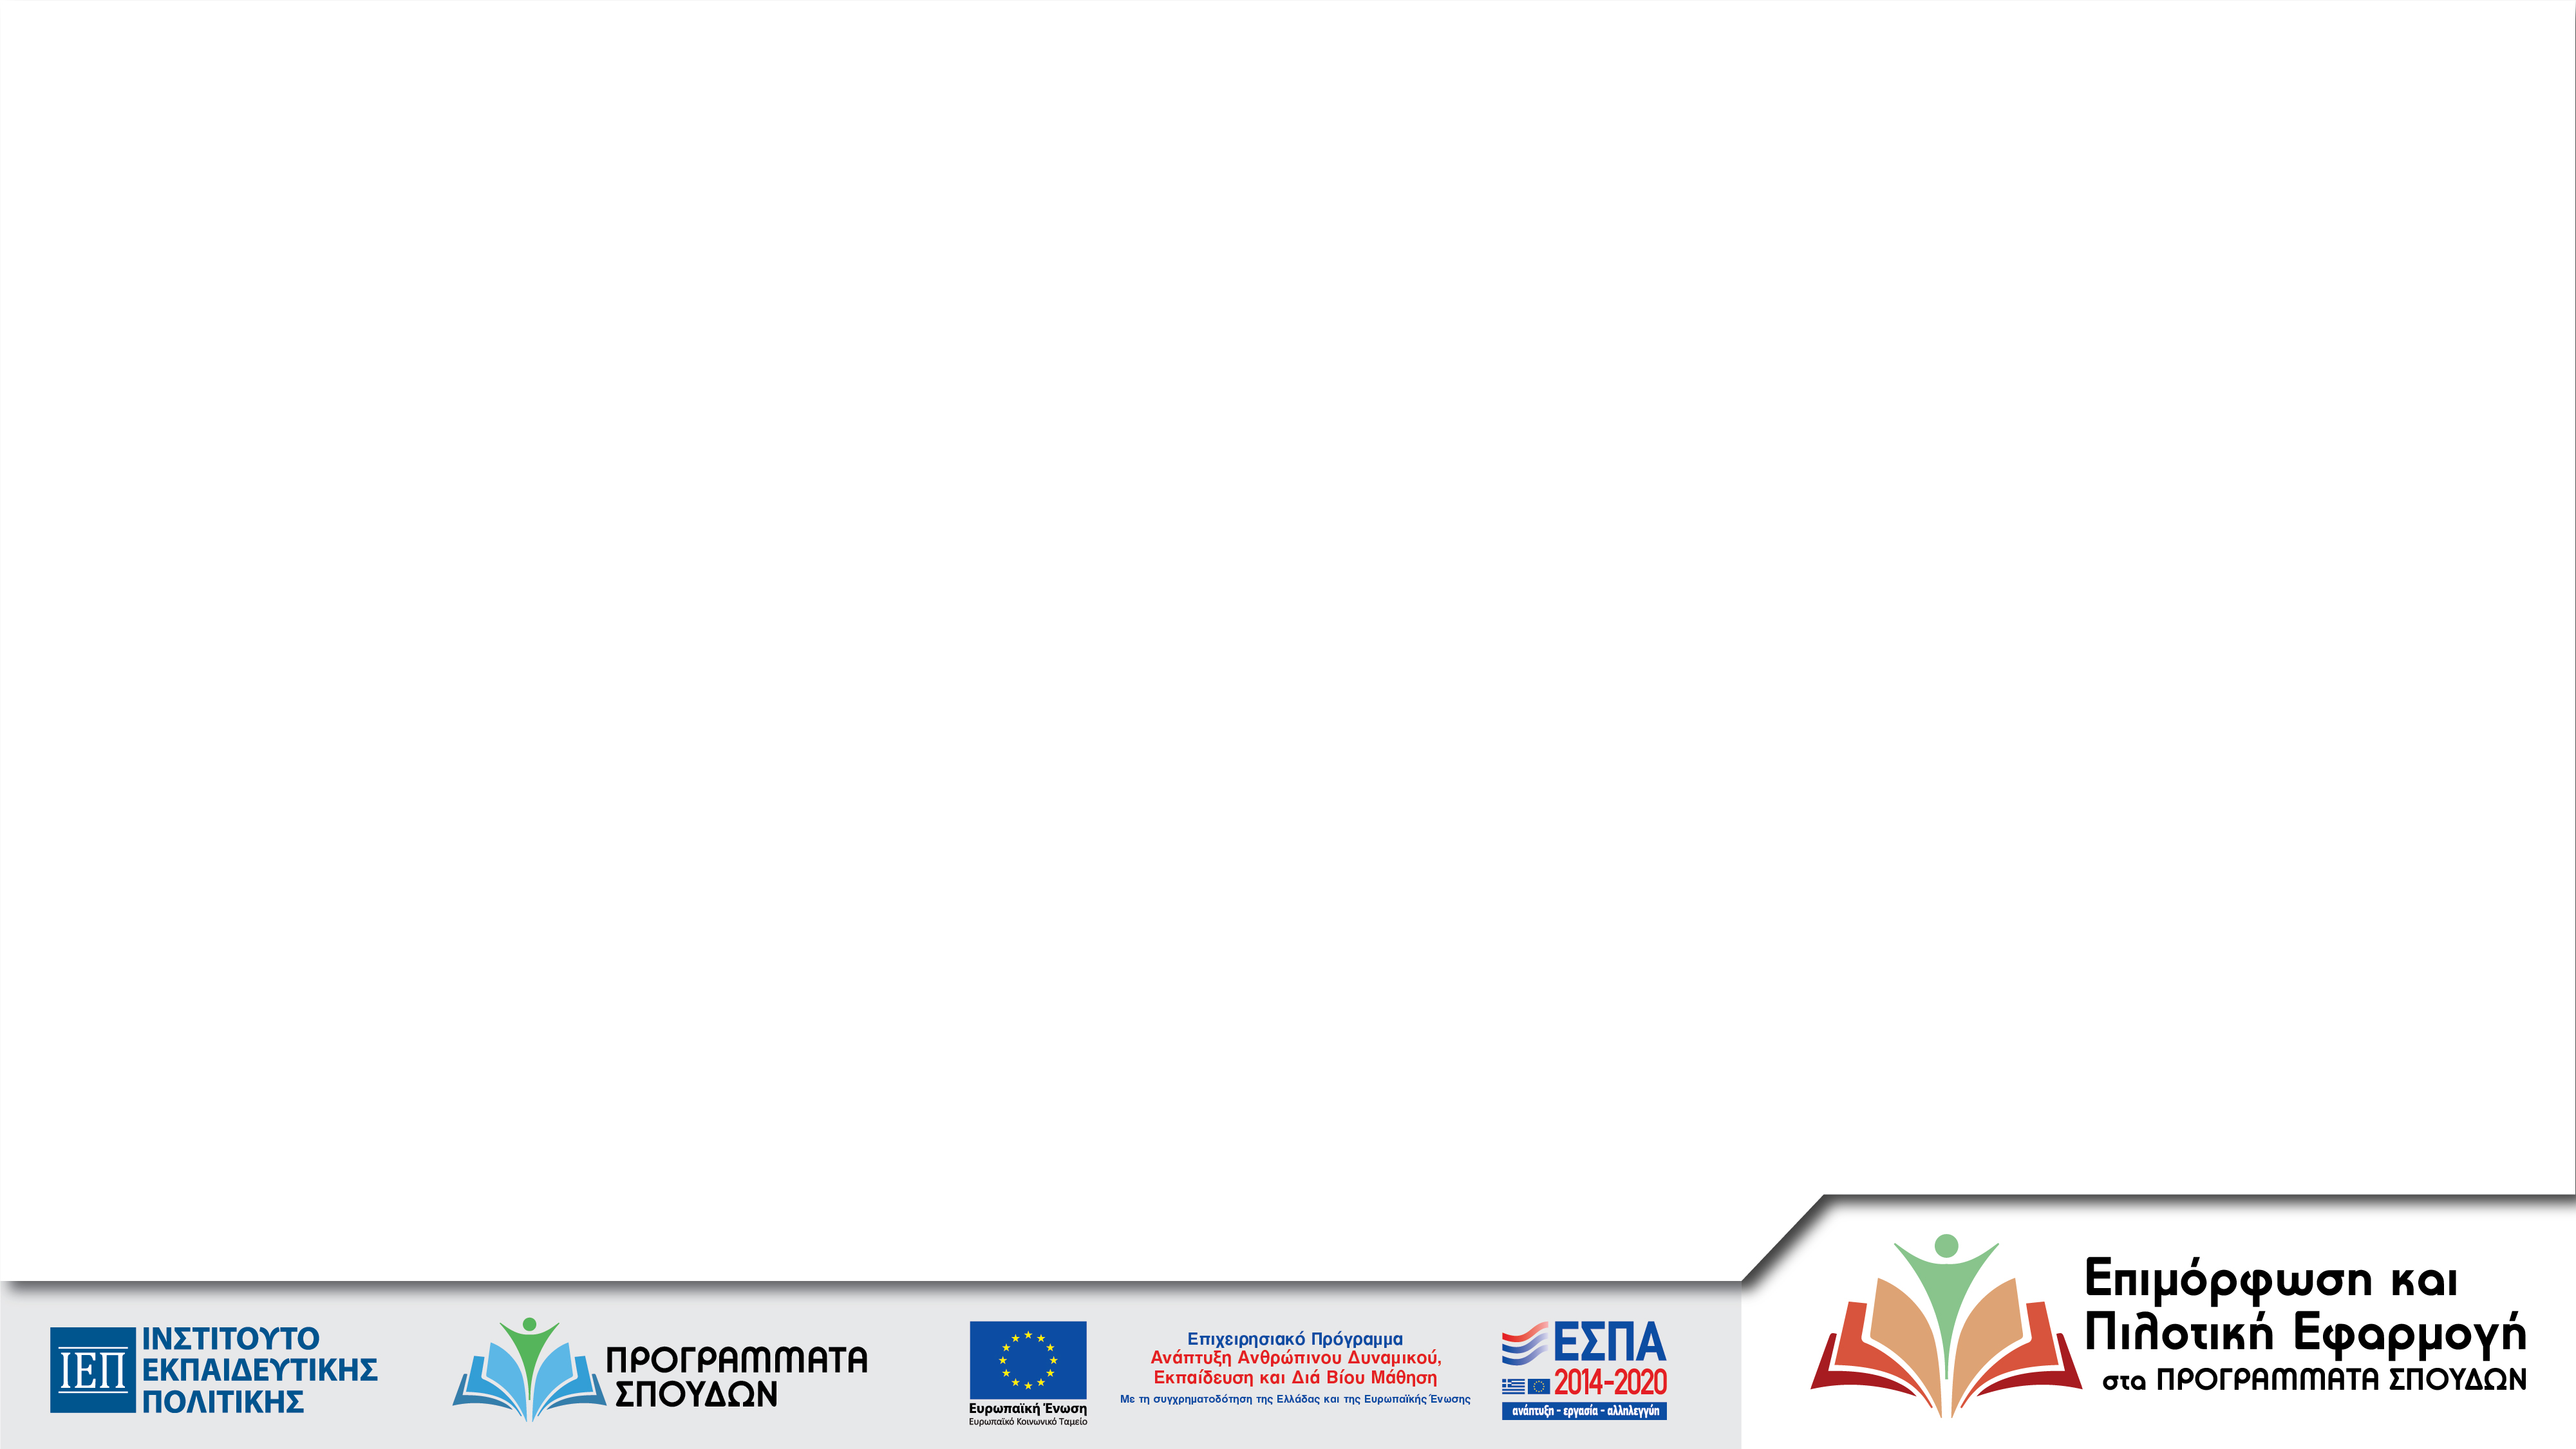 ΙΕΠ
ΙΝΣΤΙΤΟΥΤΟ
ΕΚΠΑΙΔΕΥΤΙΚΗΣ
ΠΟΛΙΤΙΚΗΣ
ΠΡΟΓΡΑΜΜΑΤΑ
ΣΠΟΥΔΩΝ
Ευρωπαϊκή Ένωση
Ευρωπαϊκό Κοινωνικό Ταμείο
Επιχειρησιακό Πρόγραμμα
Ανάπτυξη Ανθρώπινου Δυναμικού,
Εκπαίδευση και Διά Βίου Μάθηση
Με τη συγχρηματοδότηση της Ελλάδας και της Ευρωπαϊκής Ένωσης
ΕΣΠΑ
2014-2020
ανάπτυξη - εργασία - αλληλεγγύη
Επιμόρφωση και
Πιλοτική Εφαρμογή
στα ΠΡΟΓΡΑΜΜΑΤΑ ΣΠΟΥΔΩΝ